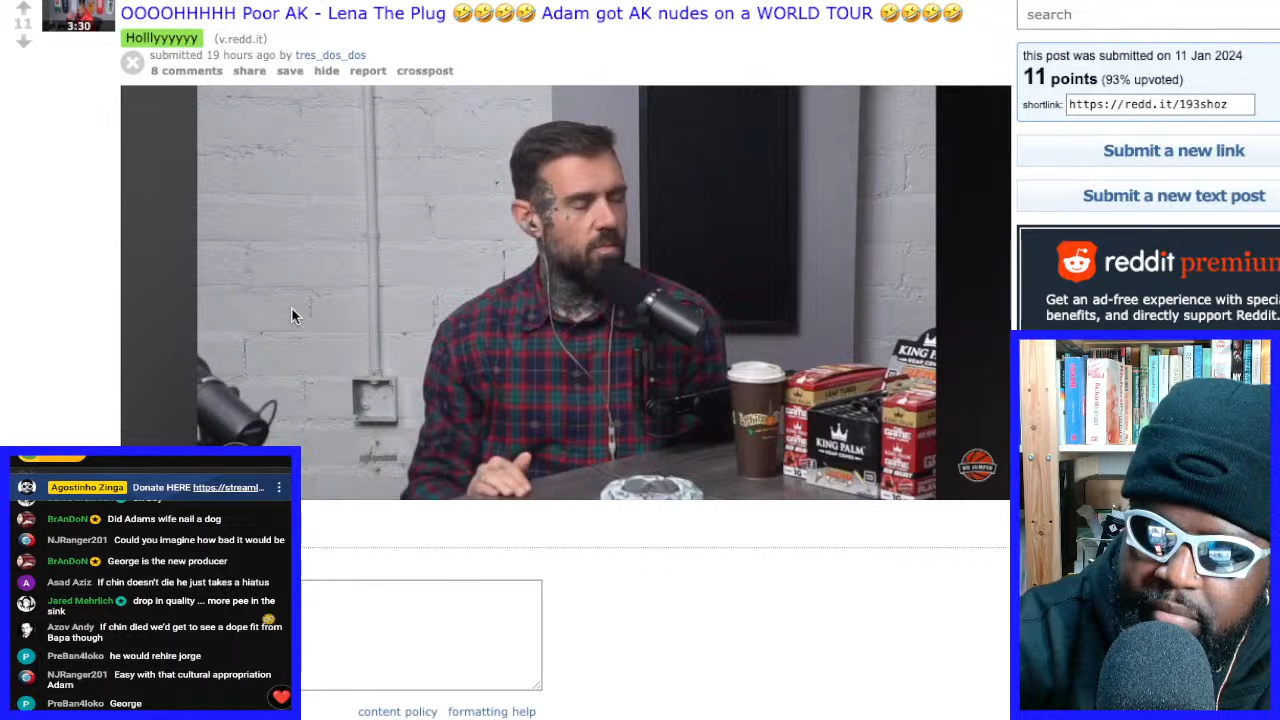 11
3:30
OOOOHHHHH Poor AK - Lena The Plug 🤣🤣🤣🤣 Adam got AK nudes on a WORLD TOUR 🤣🤣🤣🤣
Holllyyyyyy (v.redd.it)
submitted 19 hours ago by tres_dos_dos
8 comments share save hide report crosspost
search
this post was submitted on 11 Jan 2024
11 points (93% upvoted)
shortlink: https://redd.it/193shoz
Submit a new link
Submit a new text post
reddit premium
Get an ad-free experience with speci
benefits, and directly support Reddit.
KING PALM
KING PALM
GAME
GAME
NO JUMPER
Agostinho Zinga Donate HERE https://streaml...
BrAnDoN Did Adams wife nail a dog
NJRanger201 Could you imagine how bad it would be
BrAnDoN George is the new producer
A Asad Aziz If chin doesn't die he just takes a hiatus
Jared Mehrlich drop in quality ... more pee in the
sink
Azov Andy If chin died we'd get to see a dope fit from
Bapa though
P PreBan4loko he would rehire jorge
NJRanger201 Easy with that cultural appropriation
Adam
P PreBan4loko George
content policy formatting help